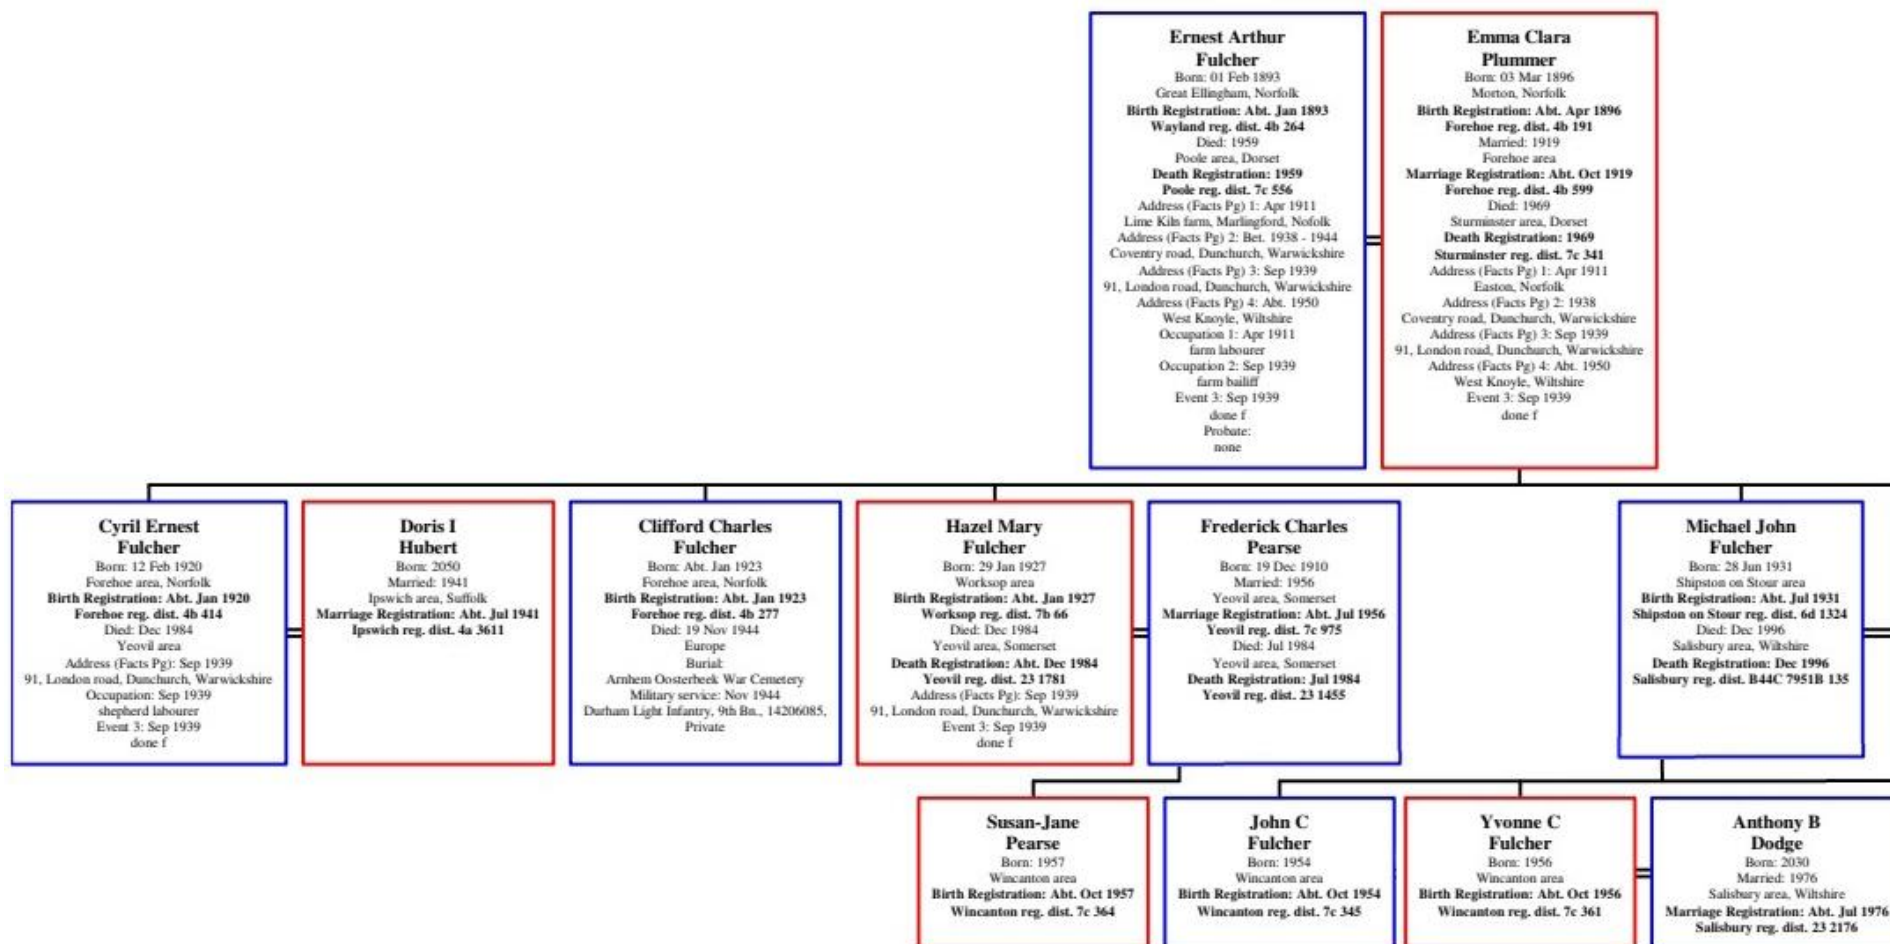 Ernest Arthur
Fulcher
Born: 01 Feb 1893
Great Ellingham, Norfolk
Birth Registration: Abt. Jan 1893
Wayland reg. dist. 4b 264
Died: 1959
Poole area, Dorset
Death Registration: 1959
Poole reg. dist. 7c 556
Address (Facts Pg) 1: Apr 1911
Lime Kiln farm, Marlingford, Nofolk
Address (Facts Pg) 2: Bet. 1938 - 1944
Coventry road, Dunchurch, Warwickshire
Address (Facts Pg) 3: Sep 1939
91, London road, Dunchurch, Warwickshire
Address (Facts Pg) 4: Abt. 1950
West Knoyle, Wiltshire
Occupation 1: Apr 1911
farm labourer
Occupation 2: Sep 1939
farm bailiff
Event 3: Sep 1939
done f
Probate:
none
Emma Clara
Plummer
Born: 03 Mar 1896
Morton, Norfolk
Birth Registration: Abt. Apr 1896
Forehoe reg. dist. 4b 191
Married: 1919
Forehoe area
Marriage Registration: Abt. Oct 1919
Forehoe reg. dist. 4b 599
Died: 1969
Sturminster area, Dorset
Death Registration: 1969
Sturminster reg. dist. 7c 341
Address (Facts Pg) 1: Apr 1911
Easton, Norfolk
Address (Facts Pg) 2: 1938
Coventry road, Dunchurch, Warwickshire
Address (Facts Pg) 3: Sep 1939
91, London road, Dunchurch, Warwickshire
Address (Facts Pg) 4: Abt. 1950
West Knoyle, Wiltshire
Event 3: Sep 1939
done f
Cyril Ernest
Fulcher
Born: 12 Feb 1920
Forehoe area, Norfolk
Birth Registration: Abt. Jan 1920
Forehoe reg. dist. 4b 414
Died: Dec 1984
Yeovil area
Address (Facts Pg): Sep 1939
91, London road, Dunchurch, Warwickshire
Occupation: Sep 1939
shepherd labourer
Event 3: Sep 1939
done f
Doris I
Hubert
Born: 2050
Married: 1941
Ipswich area, Suffolk
Marriage Registration: Abt. Jul 1941
Ipswich reg. dist. 4a 3611
Clifford Charles
Fulcher
Born: Abt. Jan 1923
Forehoe area, Norfolk
Birth Registration: Abt. Jan 1923
Forehoe reg. dist. 4b 277
Died: 19 Nov 1944
Europe
Burial:
Arnhem Oosterbeek War Cemetery
Military service: Nov 1944
Durham Light Infantry, 9th Bn., 14206085,
Private
Hazel Mary
Fulcher
Born: 29 Jan 1927
Worksop area
Birth Registration: Abt. Jan 1927
Worksop reg. dist. 7b 66
Died: Dec 1984
Yeovil area, Somerset
Death Registration: Abt. Dec 1984
Yeovil reg. dist. 23 1781
Address (Facts Pg): Sep 1939
91, London road, Dunchurch, Warwickshire
Event 3: Sep 1939
done f
Frederick Charles
Pearse
Born: 19 Dec 1910
Married: 1956
Yeovil area, Somerset
Marriage Registration: Abt. Jul 1956
Yeovil reg. dist. 7c 975
Died: Jul 1984
Yeovil area, Somerset
Death Registration: Jul 1984
Yeovil reg. dist. 23 1455
Michael John
Fulcher
Born: 28 Jun 1931
Shipston on Stour area
Birth Registration: Abt. Jul 1931
Shipston on Stour reg. dist. 6d 1324
Died: Dec 1996
Salisbury area, Wiltshire
Death Registration: Dec 1996
Salisbury reg. dist. B44C 7951B 135
Susan-Jane
Pearse
Born: 1957
Wincanton area
Birth Registration: Abt. Oct 1957
Wincanton reg. dist. 7c 364
John C
Fulcher
Born: 1954
Wincanton area
Birth Registration: Abt. Oct 1954
Wincanton reg. dist. 7c 345
Yvonne C
Fulcher
Born: 1956
Wincanton area
Birth Registration: Abt. Oct 1956
Wincanton reg. dist. 7c 361
Anthony B
Dodge
Born: 2030
Married: 1976
Salisbury area, Wiltshire
Marriage Registration: Abt. Jul 1976
Salisbury reg. dist. 23 2176